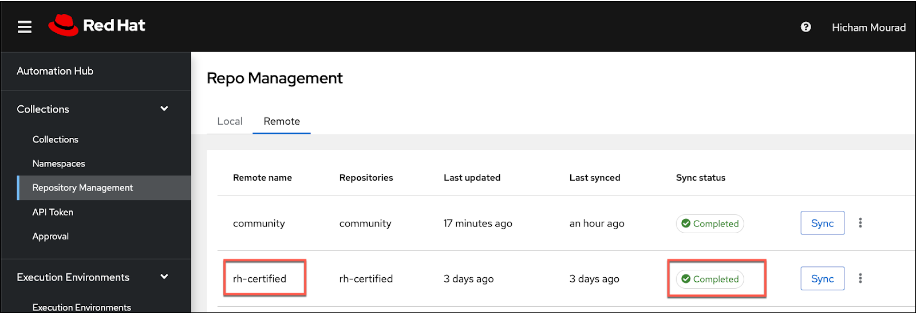 Red Hat
Hicham Mourad
Automation Hub
Collections
Collections
Namespaces
Repository Management
API Token
Approval
Execution Environments
Execution Environments
Repo Management
Local Remote
Remote name Repositories Last updated Last synced Sync status
community community 17 minutes ago an hour ago Completed Sync
rh-certified rh-certified 3 days ago 3 days ago Completed Sync